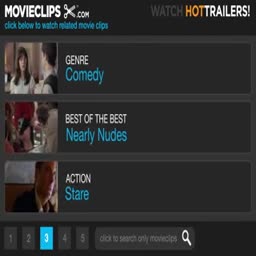 MOVIECLIPS .COM WATCH HOTTRAILERS!
click below to watch related movie clips
GENRE
Comedy
BEST OF THE BEST
Nearly Nudes
ACTION
Stare
1 2 3 4 5 click to search only movieclips